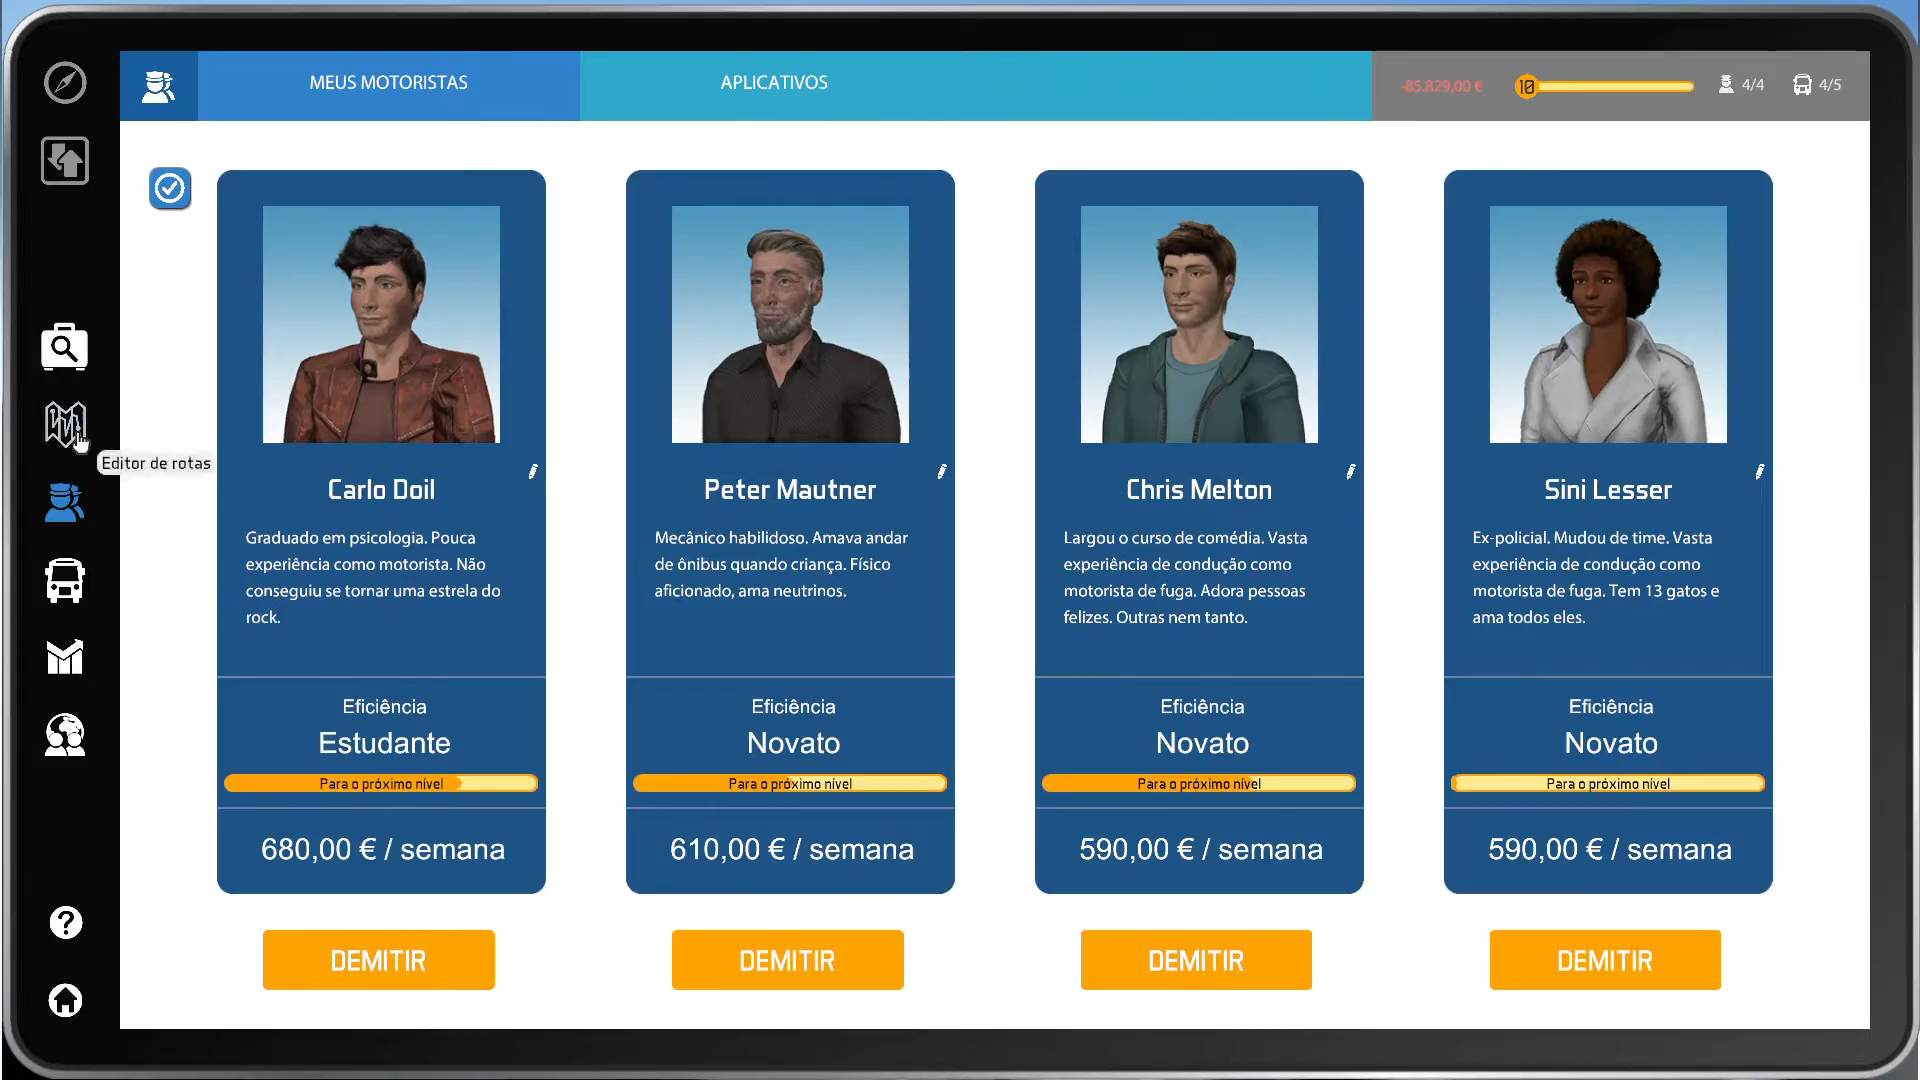 MEUS MOTORISTAS
APLICATIVOS
-85.829,00 €
10
4/4
4/5
Editor de rotas
Carlo Doil
Graduado em psicologia. Pouca
experiência como motorista. Não
conseguiu se tornar uma estrela do
rock.
Eficiência
Estudante
Para o próximo nível
680,00 € / semana
DEMITIR
Peter Mautner
Mecânico habilidoso. Amava andar
de ônibus quando criança. Físico
aficionado, ama neutrinos.
Eficiência
Novato
Para o próximo nível
610,00 € / semana
DEMITIR
Chris Melton
Largou o curso de comédia. Vasta
experiência de condução como
motorista de fuga. Adora pessoas
felizes. Outras nem tanto.
Eficiência
Novato
Para o próximo nível
590,00 € / semana
DEMITIR
Sini Lesser
Ex-policial. Mudou de time. Vasta
experiência de condução como
motorista de fuga. Tem 13 gatos e
ama todos eles.
Eficiência
Novato
Para o próximo nível
590,00 € / semana
DEMITIR
?